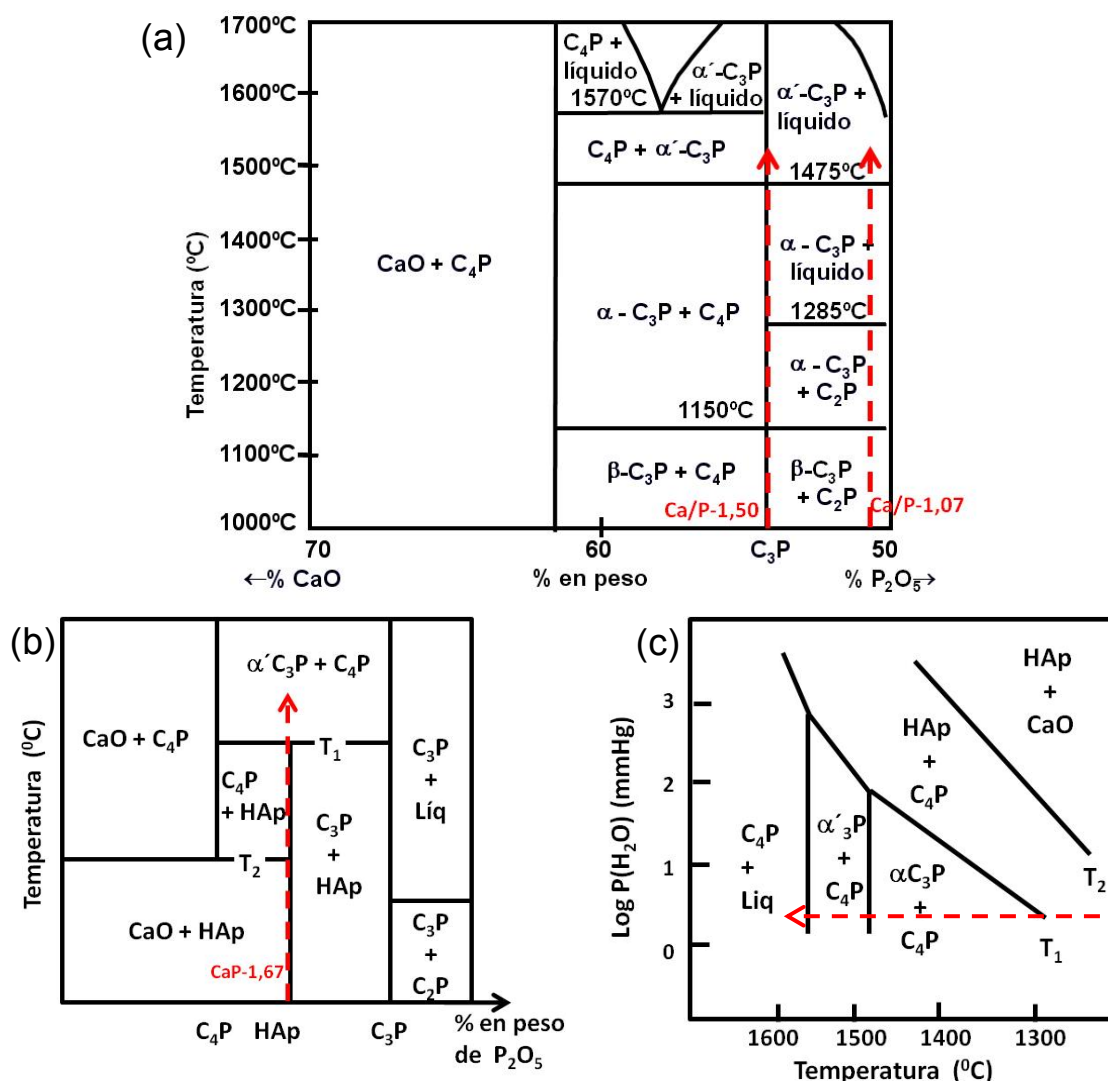 (a)
Temperatura (ºC)
1700ºC
1600ºC
1500ºC
1400ºC
1300ºC
1200ºC
1100ºC
1000ºC
C₄P +
líquido
1570ºC
α´-C₃P
+ líquido
α´-C₃P +
líquido
C₄P + α´-C₃P
1475ºC
CaO + C₄P
α - C₃P + C₄P
α - C₃P +
líquido
1285ºC
α - C₃P
+ C₂P
1150ºC
β-C₃P + C₄P
β-C₃P
+ C₂P
Ca/P-1,50
Ca/P-1,07
70
60
C₃P
50
←% CaO
% en peso
% P₂O₅→
(b)
Temperatura (⁰C)
α´C₃P + C₄P
CaO + C₄P
T₁
C₄P
+ HAp
C₃P
+
HAp
C₃P
+
Líq
T₂
CaO + HAp
C₃P
+
C₂P
CaP-1,67
C₄P
HAp
C₃P
% en peso
de P₂O₅
(c)
Log P(H₂O) (mmHg)
3
2
1
0
HAp
+
CaO
HAp
+
C₄P
C₄P
+
Liq
α´₃P
+
C₄P
αC₃P
+
C₄P
T₂
T₁
1600
1500
1400
1300
Temperatura (⁰C)